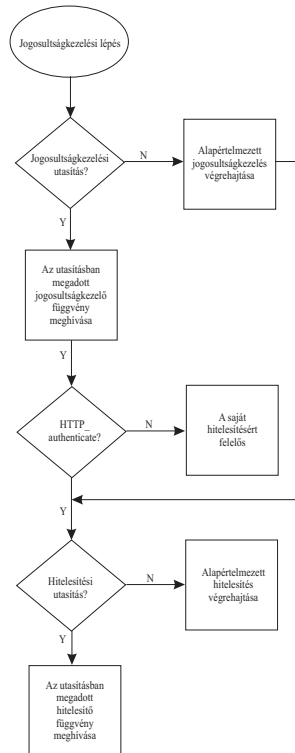 Jogosultságkezelési lépés
Jogosultságkezelési
utasítás?
N
Alapértelmezett
jogosultságkezelés
végrehajtása
Y
Az utasításban
megadott
jogosultságkezelő
függvény
meghívása
Y
HTTP_
authenticate?
N
A saját
hitelesítésért
felelős
Y
Hitelesítési
utasítás?
N
Alapértelmezett
hitelesítés
végrehajtása
Y
Az utasításban
megadott
hitelesítő
függvény
meghívása